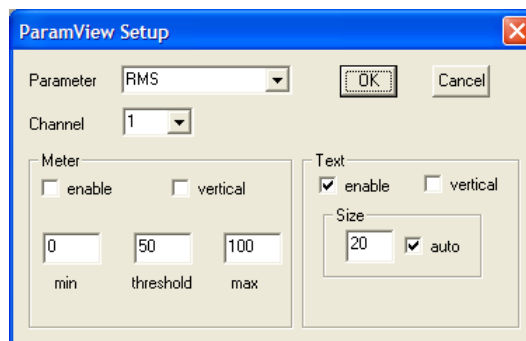 ParamView Setup
Parameter RMS OK Cancel
Channel 1
Meter
enable vertical
0 50 100
min threshold max
Text
enable vertical
Size
20 auto